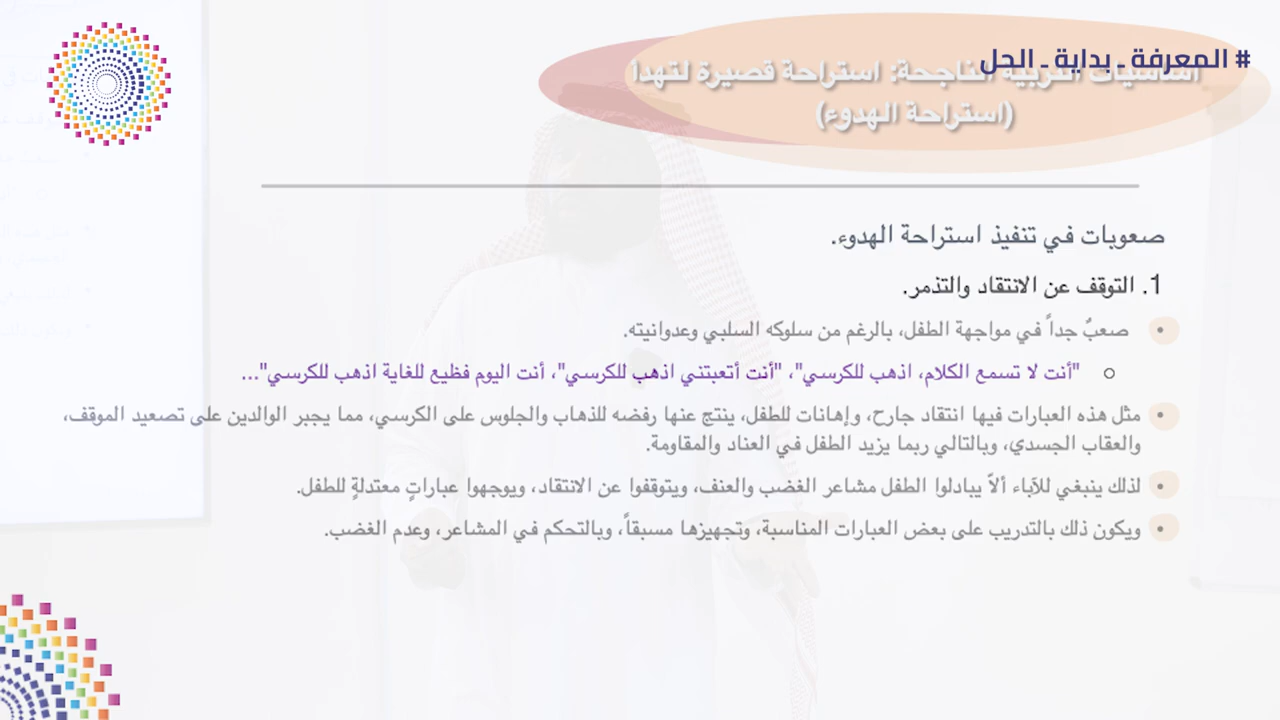 # المعرفة ـ بداية ـ الحل
أساسيات التربية الناجحة: استراحة قصيرة لتهدأ
(استراحة الهدوء)
صعوبات في تنفيذ استراحة الهدوء.
1. التوقف عن الانتقاد والتذمر.
• صعبٌ جداً في مواجهة الطفل، بالرغم من سلوكه السلبي وعدوانيته.
○ "أنت لا تسمع الكلام، اذهب للكرسي"، "أنت أتعبتني اذهب للكرسي"، أنت اليوم فظيع للغاية اذهب للكرسي"...
• مثل هذه العبارات فيها انتقاد جارح، وإهانات للطفل، ينتج عنها رفضه للذهاب والجلوس على الكرسي، مما يجبر الوالدين على تصعيد الموقف،
والعقاب الجسدي، وبالتالي ربما يزيد الطفل في العناد والمقاومة.
• لذلك ينبغي للآباء ألاّ يبادلوا الطفل مشاعر الغضب والعنف، ويتوقفوا عن الانتقاد، ويوجهوا عباراتٍ معتدلةٍ للطفل.
• ويكون ذلك بالتدريب على بعض العبارات المناسبة، وتجهيزها مسبقاً، وبالتحكم في المشاعر، وعدم الغضب.